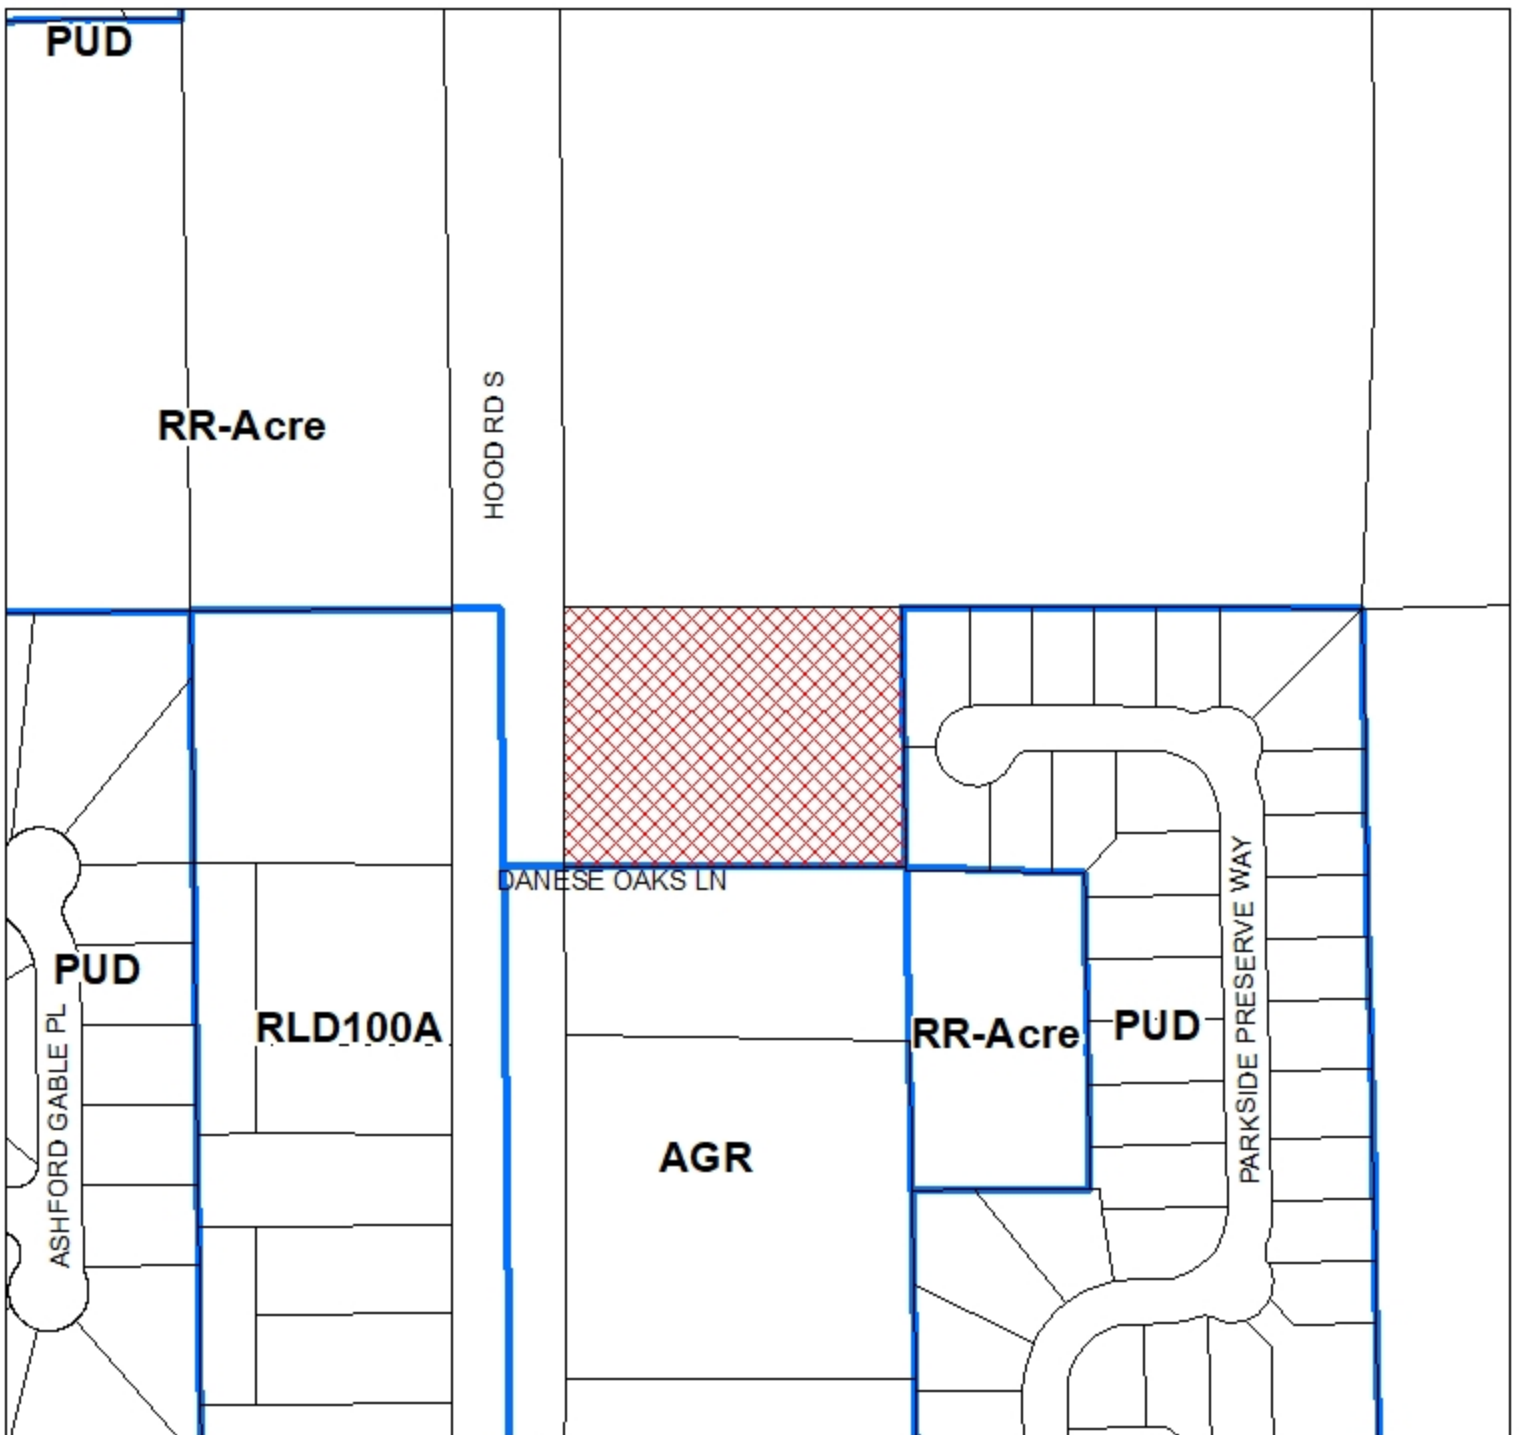 PUD
RR-Acre
HOOD RD S
DANESE OAKS LN
PUD
ASHFORD GABLE PL
RLD100A
RR-Acre
PUD
PARKSIDE PRESERVE WAY
AGR